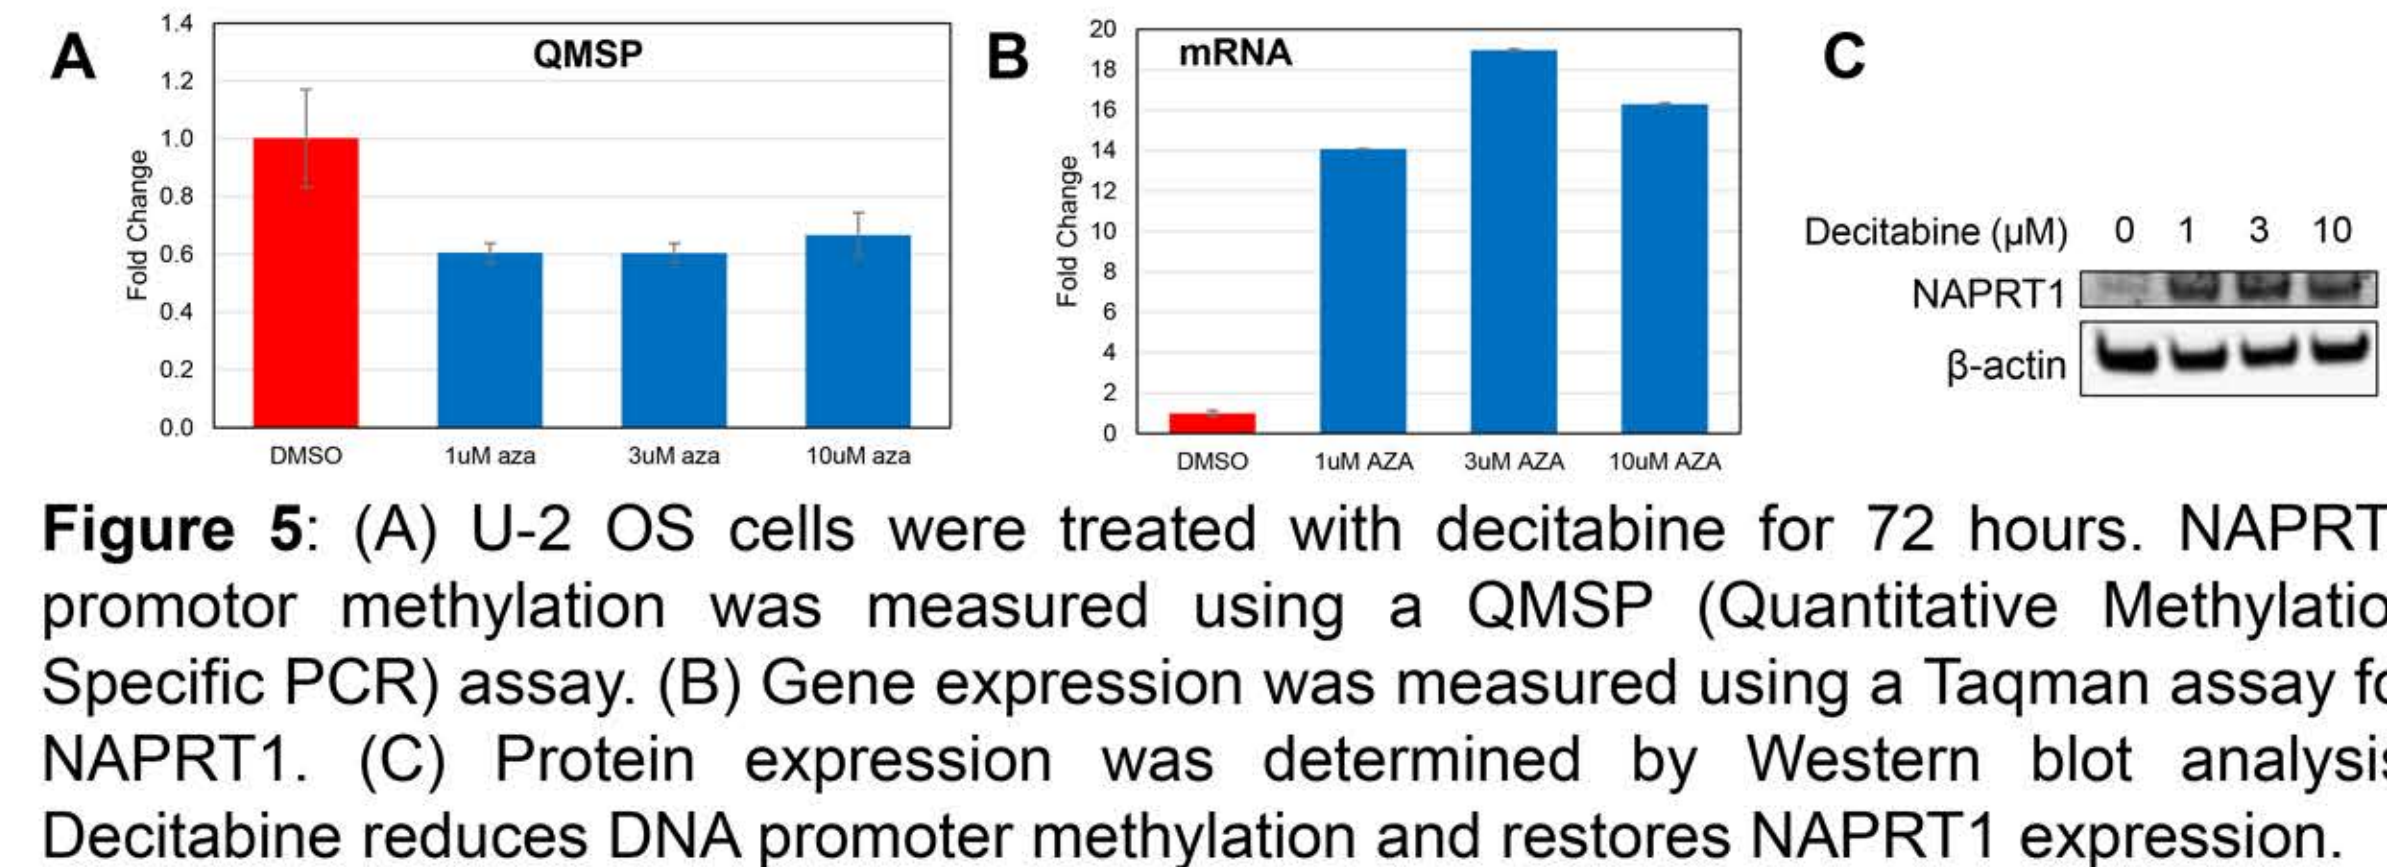 A
QMSP
1.4
1.2
1.0
0.8
0.6
0.4
0.2
0.0
Fold Change
DMSO 1uM aza 3uM aza 10uM aza
B
mRNA
20
18
16
14
12
10
8
6
4
2
0
Fold Change
DMSO 1uM AZA 3uM AZA 10uM AZA
C
Decitabine (µM) 0 1 3 10
NAPRT1
β-actin
Figure 5: (A) U-2 OS cells were treated with decitabine for 72 hours. NAPRT
promotor methylation was measured using a QMSP (Quantitative Methylatio
Specific PCR) assay. (B) Gene expression was measured using a Taqman assay fo
NAPRT1. (C) Protein expression was determined by Western blot analysis
Decitabine reduces DNA promoter methylation and restores NAPRT1 expression.